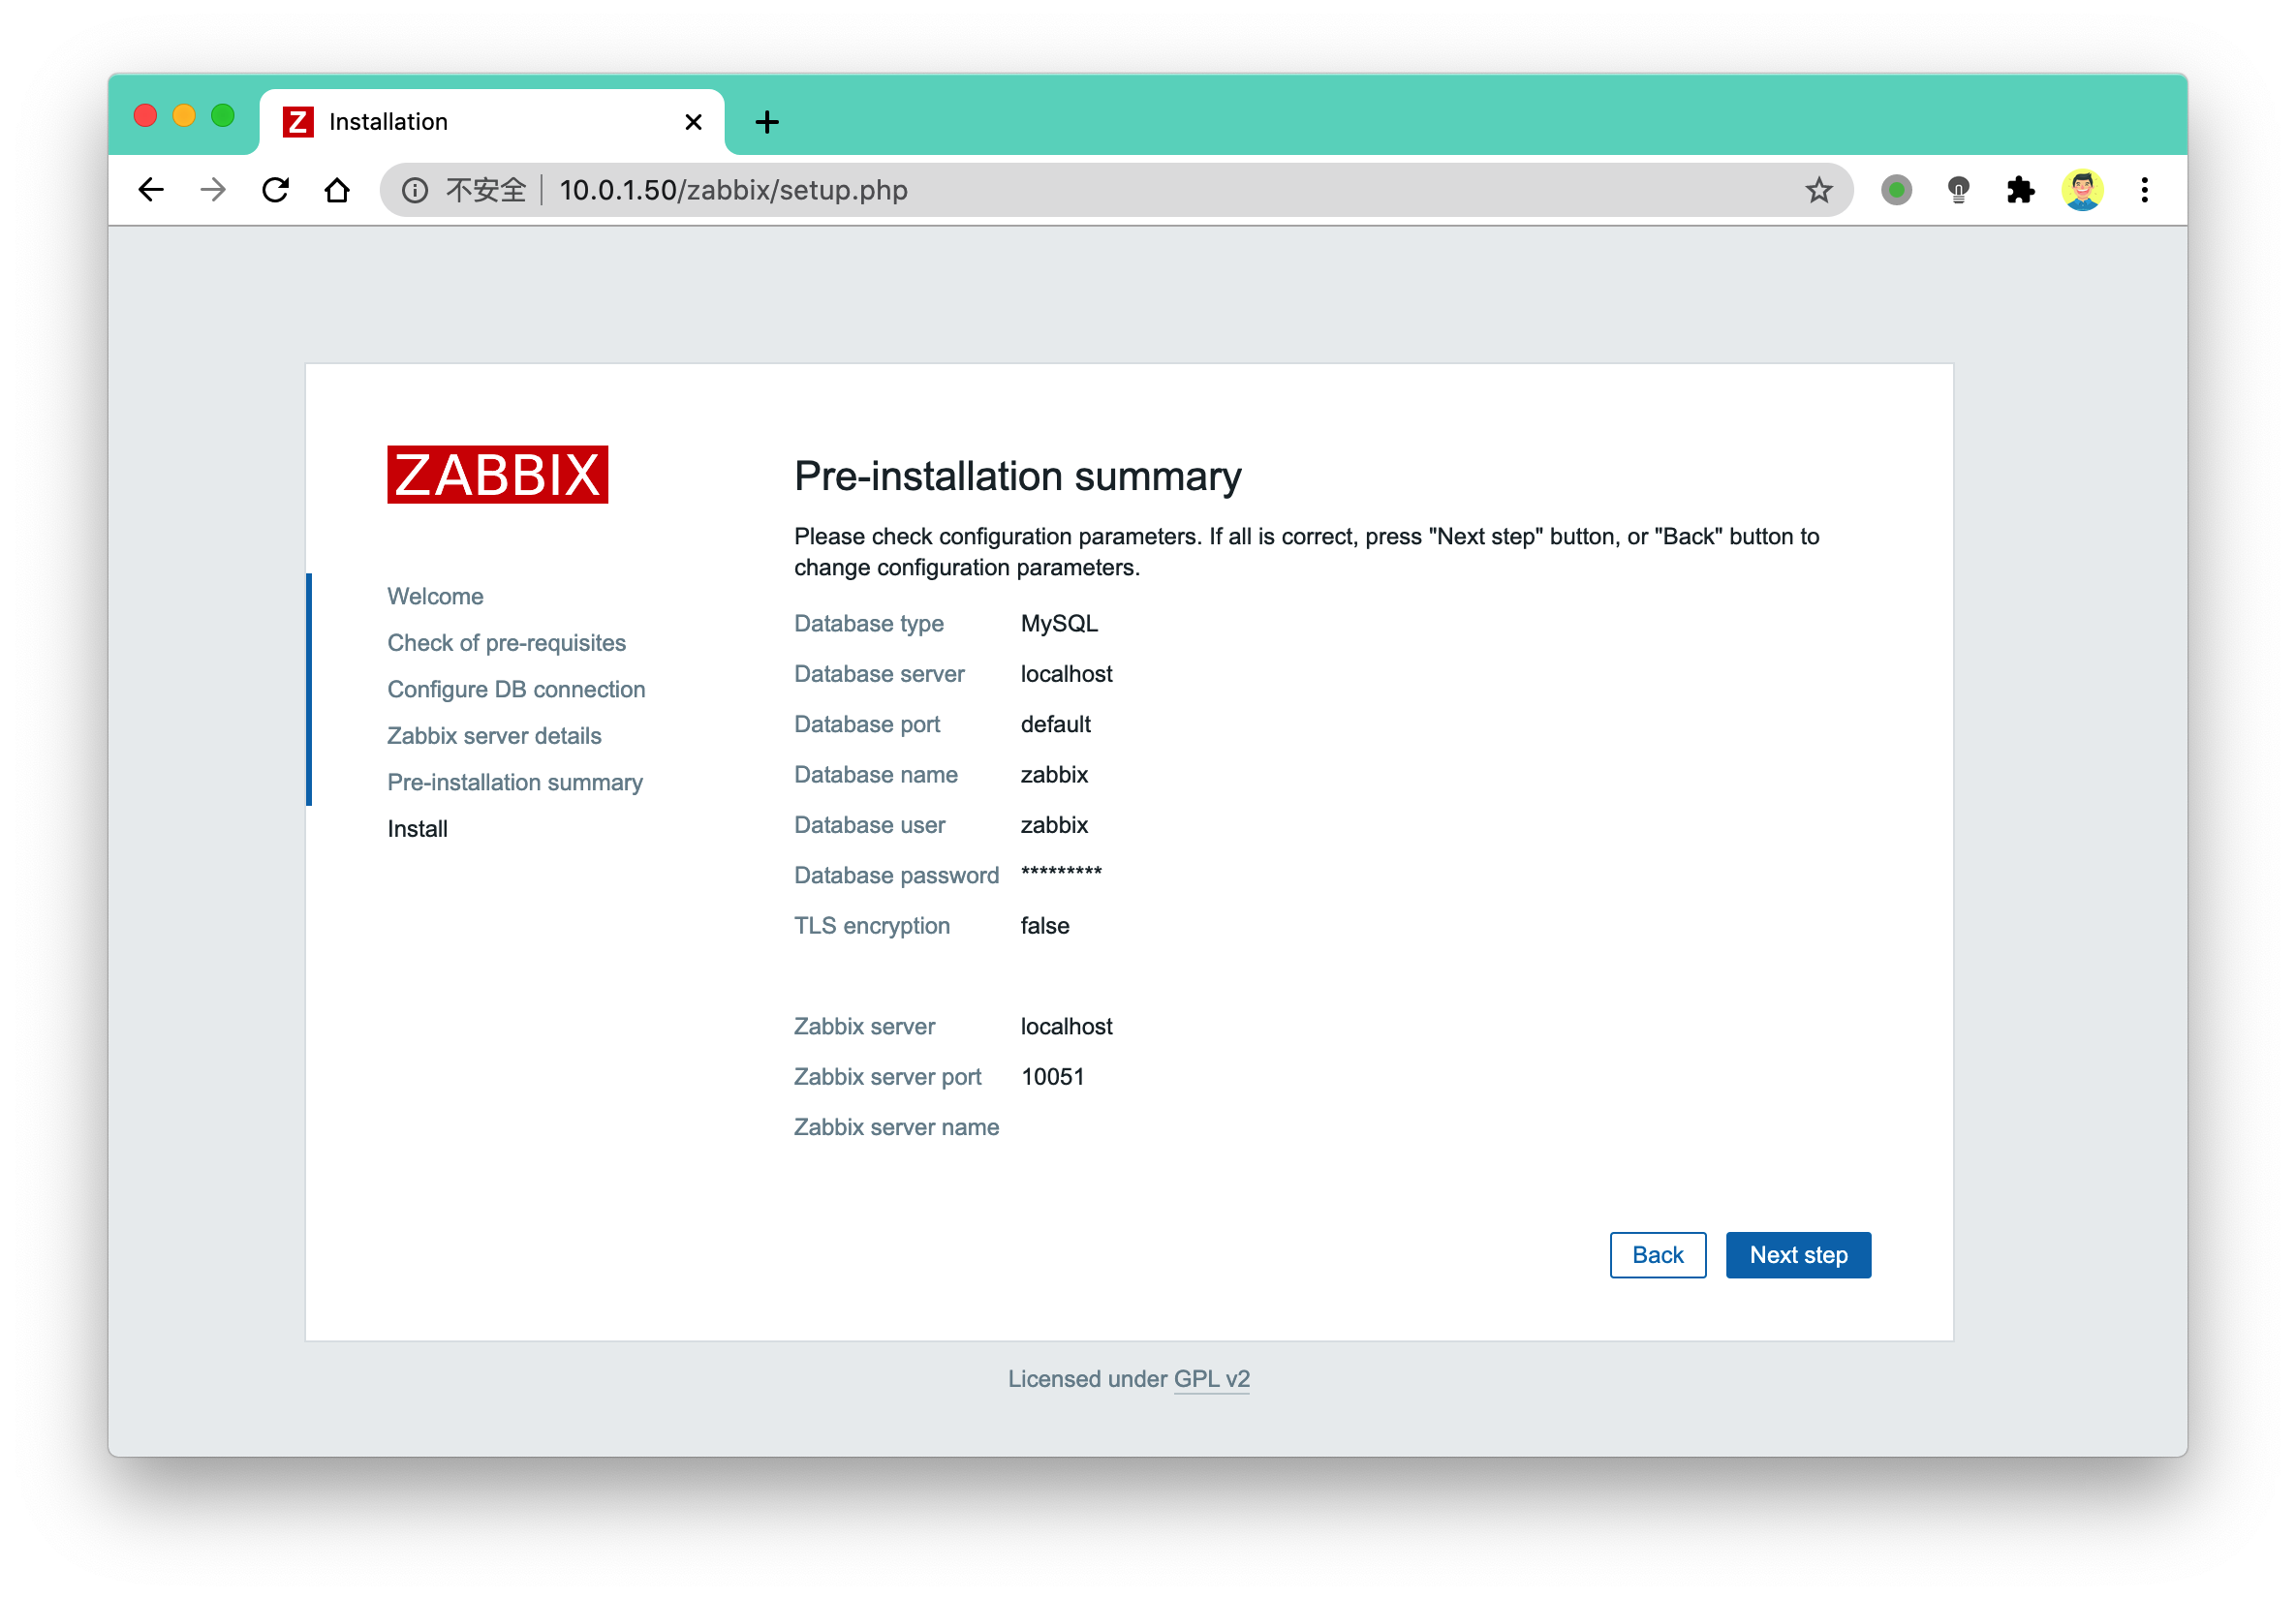 Installation
不安全 10.0.1.50/zabbix/setup.php
ZABBIX
Welcome
Check of pre-requisites
Configure DB connection
Zabbix server details
Pre-installation summary
Install
Pre-installation summary
Please check configuration parameters. If all is correct, press "Next step" button, or "Back" button to
change configuration parameters.
Database type MySQL
Database server localhost
Database port default
Database name zabbix
Database user zabbix
Database password *********
TLS encryption false
Zabbix server localhost
Zabbix server port 10051
Zabbix server name
Back Next step
Licensed under GPL v2